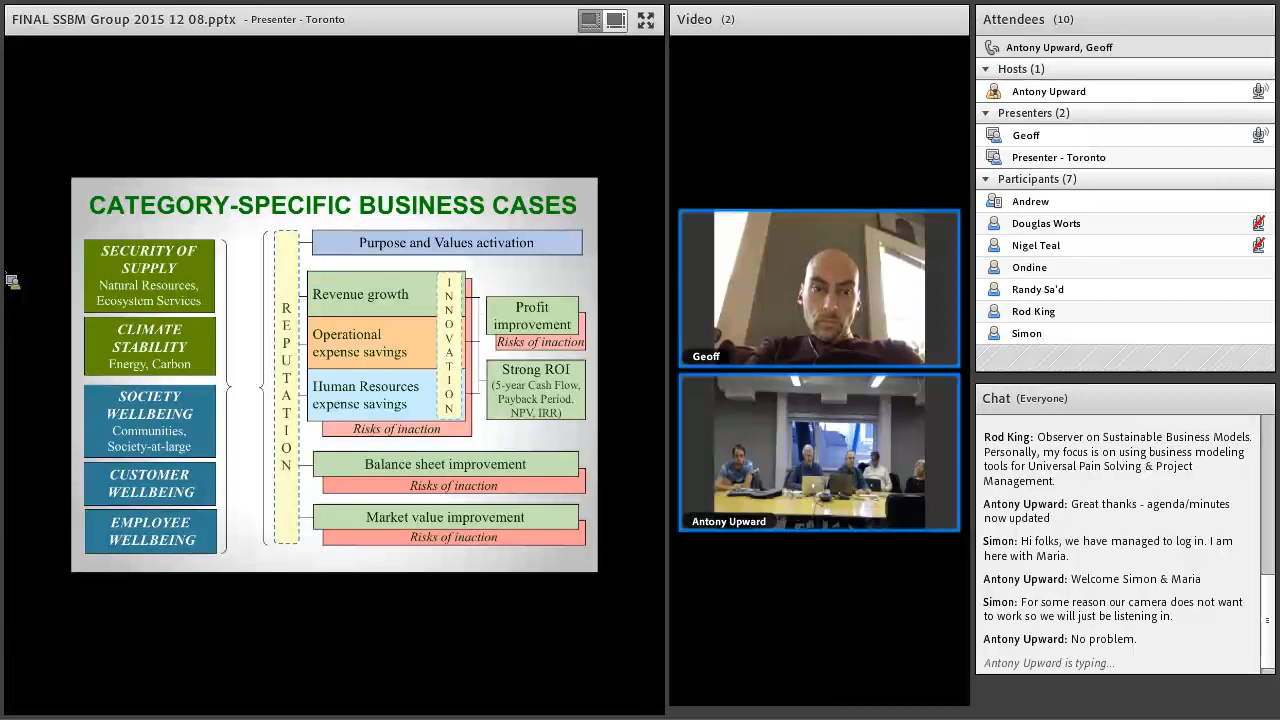 FINAL SSBM Group 2015 12 08.pptx - Presenter - Toronto
CATEGORY-SPECIFIC BUSINESS CASES
SECURITY OF
SUPPLY
Natural Resources,
Ecosystem Services
CLIMATE
STABILITY
Energy, Carbon
SOCIETY
WELLBEING
Communities,
Society-at-large
CUSTOMER
WELLBEING
EMPLOYEE
WELLBEING
REPUTATION
Purpose and Values activation
Revenue growth
Operational
expense savings
Human Resources
expense savings
INNOVATION
Risks of inaction
Profit
improvement
Risks of inaction
Strong ROI
(5-year Cash Flow,
Payback Period,
NPV, IRR)
Balance sheet improvement
Risks of inaction
Market value improvement
Risks of inaction
Video (2)
Geoff
Antony Upward
Attendees (10)
Antony Upward, Geoff
Hosts (1)
Antony Upward
Presenters (2)
Geoff
Presenter - Toronto
Participants (7)
Andrew
Douglas Worts
Nigel Teal
Ondine
Randy Sa'd
Rod King
Simon
Chat (Everyone)
Rod King: Observer on Sustainable Business Models.
Personally, my focus is on using business modeling
tools for Universal Pain Solving & Project
Management.
Antony Upward: Great thanks - agenda/minutes
now updated
Simon: Hi folks, we have managed to log in. I am
here with Maria.
Antony Upward: Welcome Simon & Maria
Simon: For some reason our camera does not want
to work so we will just be listening in.
Antony Upward: No problem.
Antony Upward is typing...